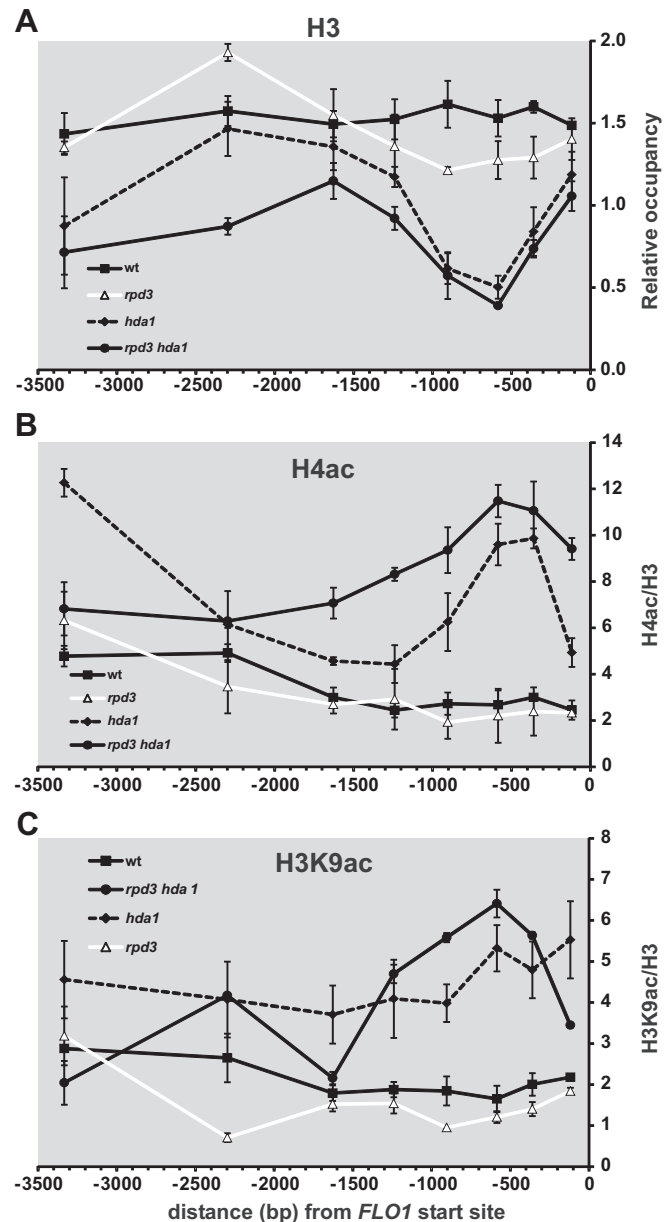 A
H3
2.0
1.5
1.0
0.5
0.0
Relative occupancy
wt
rpd3
hda1
rpd3 hda1
-3500 -3000 -2500 -2000 -1500 -1000 -500 0
B
H4ac
14
12
10
8
6
4
2
0
H4ac/H3
wt
rpd3
hda1
rpd3 hda1
-3500 -3000 -2500 -2000 -1500 -1000 -500 0
C
H3K9ac
8
7
6
5
4
3
2
1
0
H3K9ac/H3
wt
rpd3 hda 1
hda1
rpd3
-3500 -3000 -2500 -2000 -1500 -1000 -500 0
distance (bp) from FLO1 start site